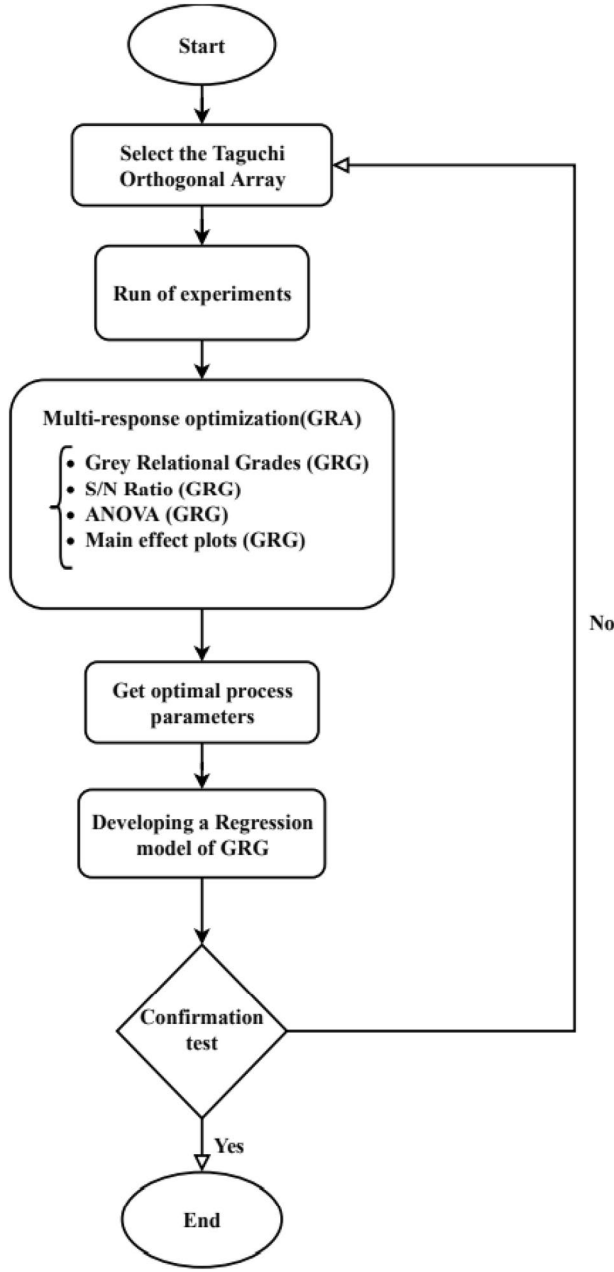 Start
Select the Taguchi
Orthogonal Array
Run of experiments
Multi-response optimization(GRA)
• Grey Relational Grades (GRG)
• S/N Ratio (GRG)
• ANOVA (GRG)
• Main effect plots (GRG)
No
Get optimal process
parameters
Developing a Regression
model of GRG
Confirmation
test
Yes
End